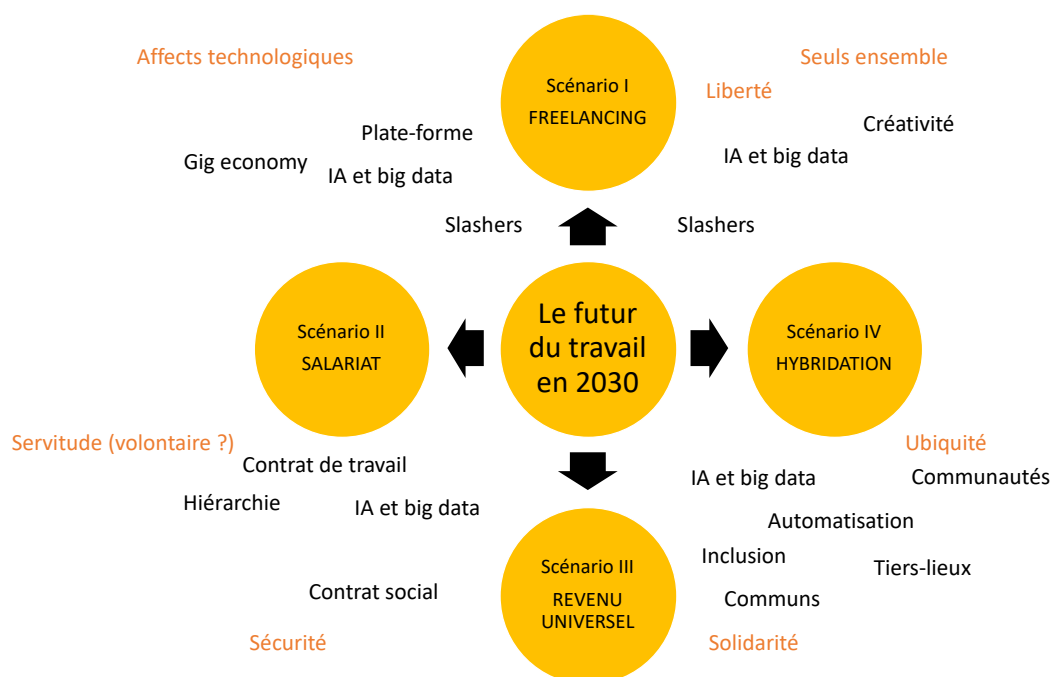 Affects technologiques
Seuls ensemble
Scénario I
FREELANCING
Liberté
Plate-forme
Créativité
Gig economy
IA et big data
IA et big data
Slashers
Slashers
Scénario II
SALARIAT
Le futur
du travail
en 2030
Scénario IV
HYBRIDATION
Servitude (volontaire ?)
Ubiquité
Contrat de travail
IA et big data
Communautés
Hiérarchie
IA et big data
Automatisation
Inclusion
Tiers-lieux
Scénario III
REVENU
UNIVERSEL
Contrat social
Communs
Sécurité
Solidarité